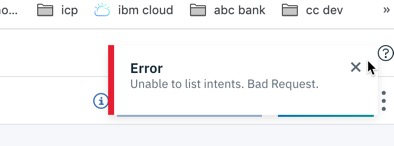 o... icp ibm cloud abc bank cc dev »
Error
Unable to list intents. Bad Request.